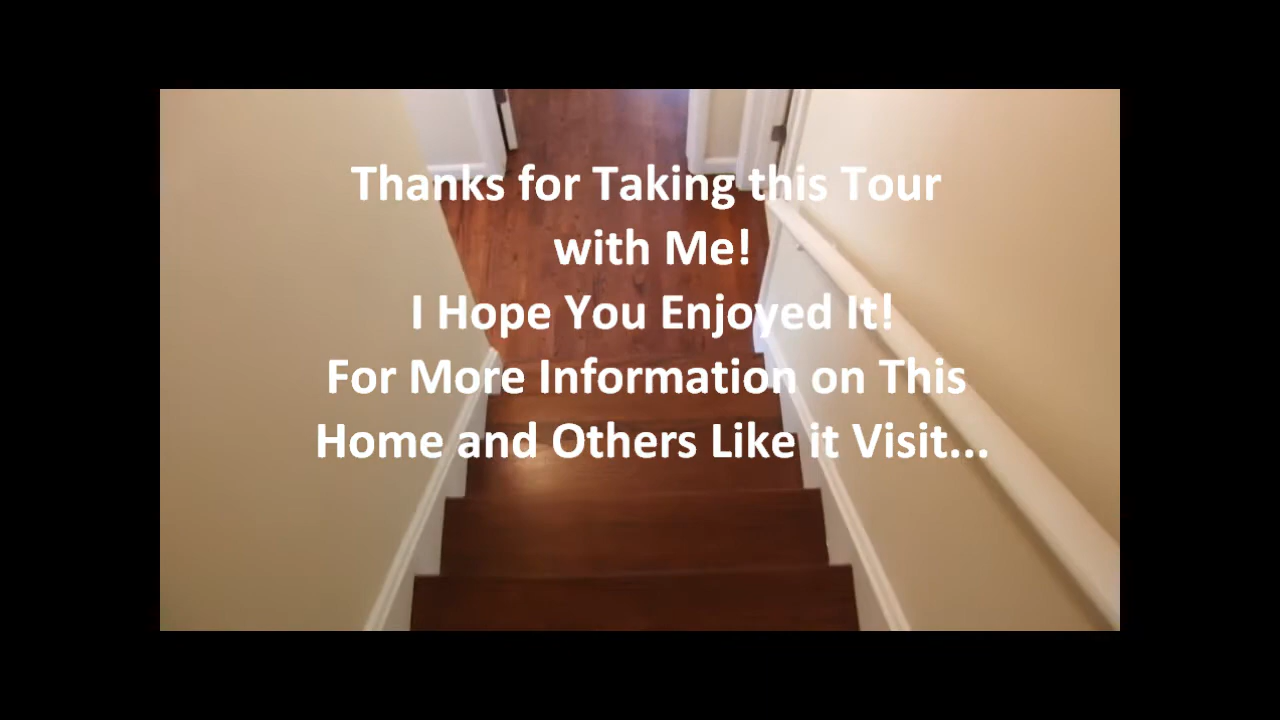 Thanks for Taking this Tour
with Me!
I Hope You Enjoyed It!
For More Information on This
Home and Others Like it Visit...